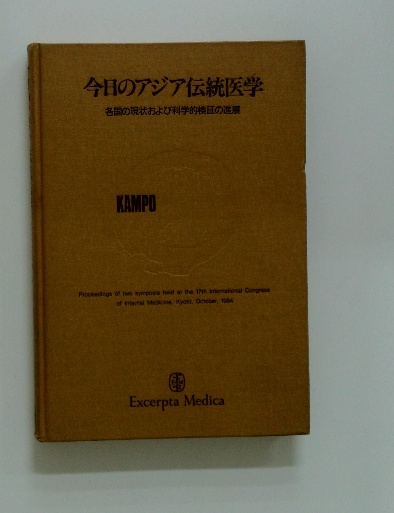 今日のアジア伝統医学
各国の現状および科学的検証の進展
KAMPO
Proceedings of two symposia held at the 17th International Congress
of Internal Medicine, Kyoto, October, 1984
Excerpta Medica